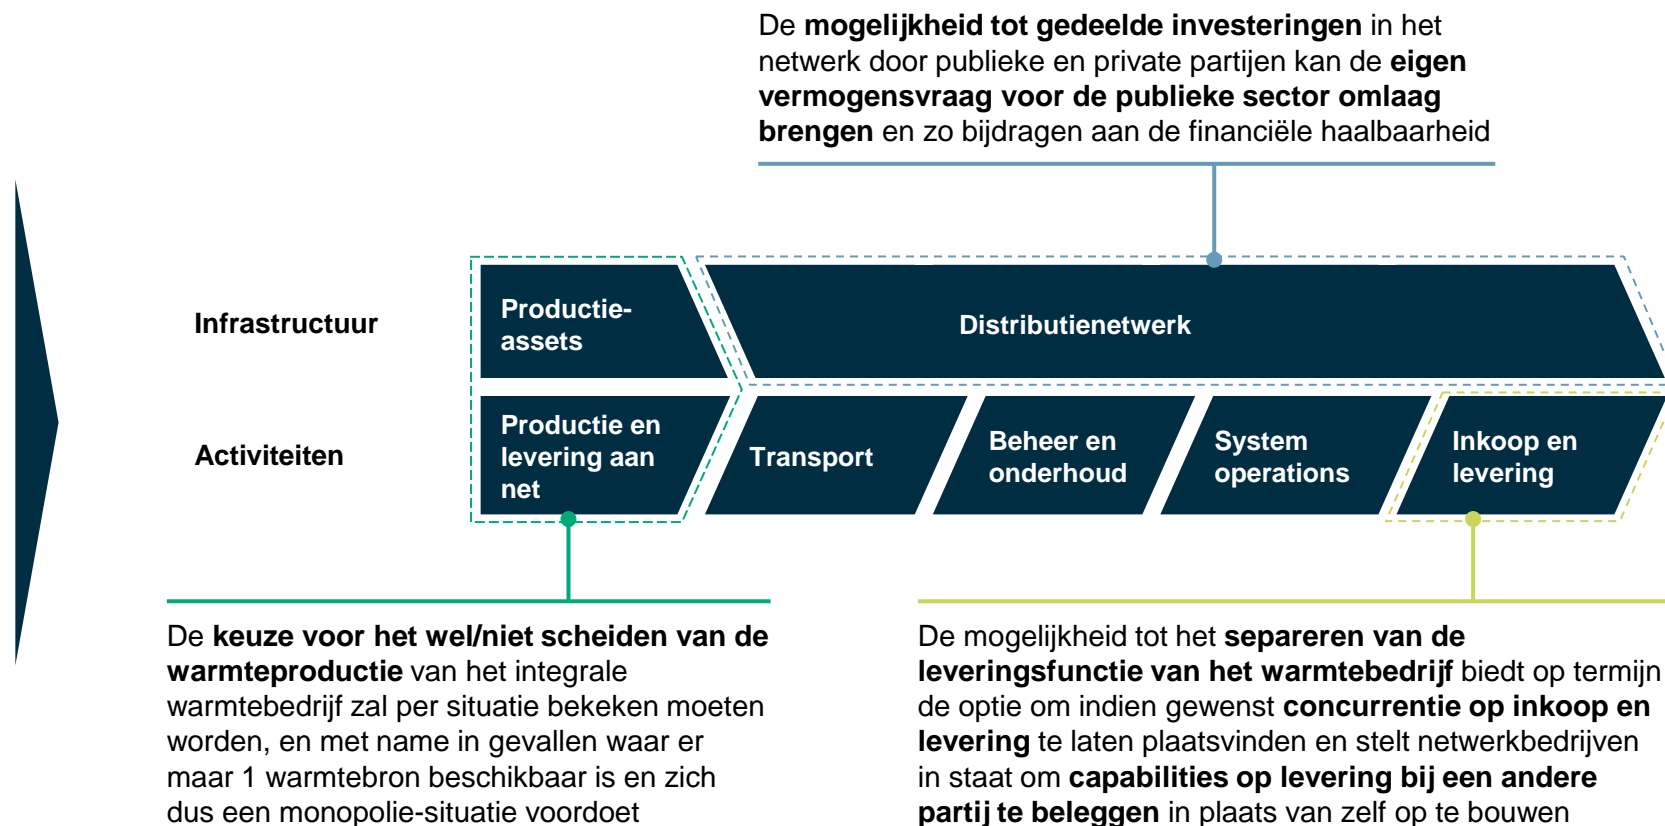 De mogelijkheid tot gedeelde investeringen in het
netwerk door publieke en private partijen kan de eigen
vermogensvraag voor de publieke sector omlaag
brengen en zo bijdragen aan de financiële haalbaarheid
Infrastructuur
Productie-
assets
Distributienetwerk
Activiteiten
Productie en
levering aan
net
Transport
Beheer en
onderhoud
System
operations
Inkoop en
levering
De keuze voor het wel/niet scheiden van de
warmteproductie van het integrale
warmtebedrijf zal per situatie bekeken moeten
worden, en met name in gevallen waar er
maar 1 warmtebron beschikbaar is en zich
dus een monopolie-situatie voordoet
De mogelijkheid tot het separeren van de
leveringsfunctie van het warmtebedrijf biedt op termijn
de optie om indien gewenst concurrentie op inkoop en
levering te laten plaatsvinden en stelt netwerkbedrijven
in staat om capabilities op levering bij een andere
partij te beleggen in plaats van zelf op te bouwen